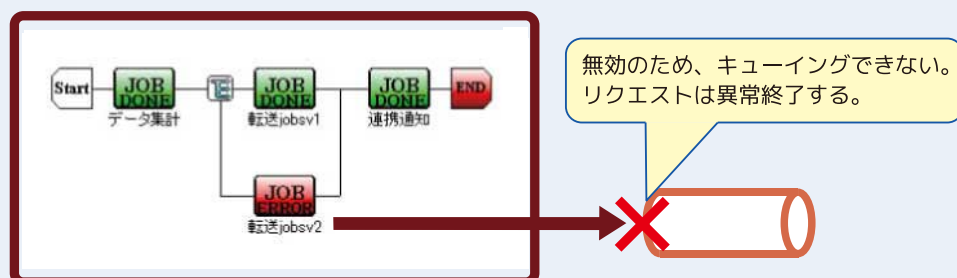 無効のため、キューイングできない。
リクエストは異常終了する。
Start
JOB
DONE
データ集計
E
JOB
DONE
転送jobsv1
JOB
DONE
連携通知
END
JOB
ERROR
転送jobsv2